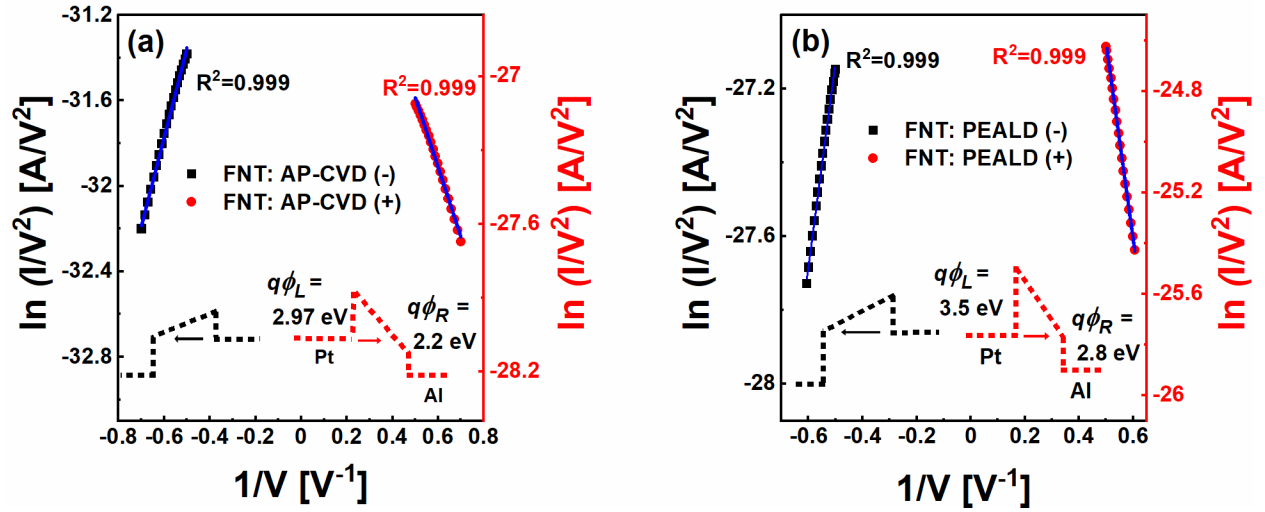 (a)
-31.2
-31.6
-32
-32.4
-32.8
ln (I/V²) [A/V²]
R²=0.999
R²=0.999
FNT: AP-CVD (-)
FNT: AP-CVD (+)
qϕL =
2.97 eV
qϕR =
2.2 eV
Pt
Al
-27
-27.6
-28.2
ln (I/V²) [A/V²]
-0.8 -0.6 -0.4 -0.2 0 0.2 0.4 0.6 0.8
1/V [V⁻¹]
(b)
-27.2
-27.6
-28
ln (I/V²) [A/V²]
R²=0.999
R²=0.999
FNT: PEALD (-)
FNT: PEALD (+)
qϕL =
3.5 eV
qϕR =
2.8 eV
Pt
Al
-24.8
-25.2
-25.6
-26
ln (I/V²) [A/V²]
-0.6 -0.4 -0.2 0 0.2 0.4 0.6
1/V [V⁻¹]